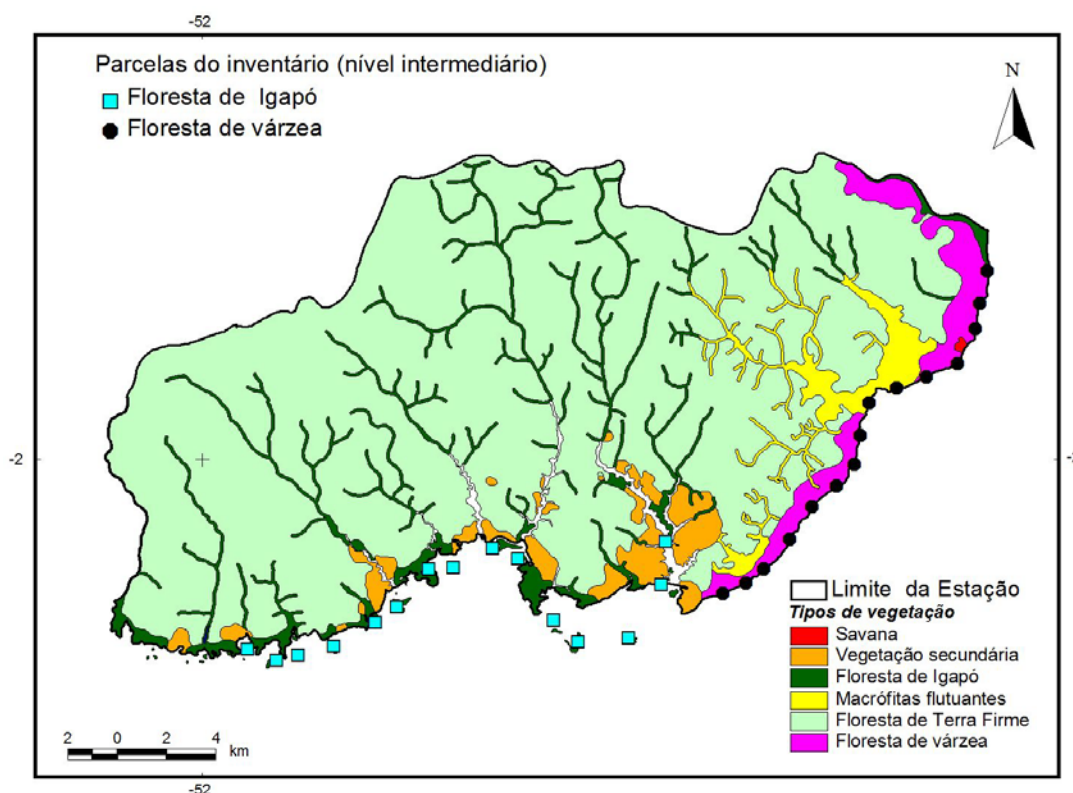 -52
Parcelas do inventário (nível intermediário)
Floresta de Igapó
Floresta de várzea
N
-2
Limite da Estação
Tipos de vegetação
Savana
Vegetação secundária
Floresta de Igapó
Macrófitas flutuantes
Floresta de Terra Firme
Floresta de várzea
2 0 2 4
km
-52